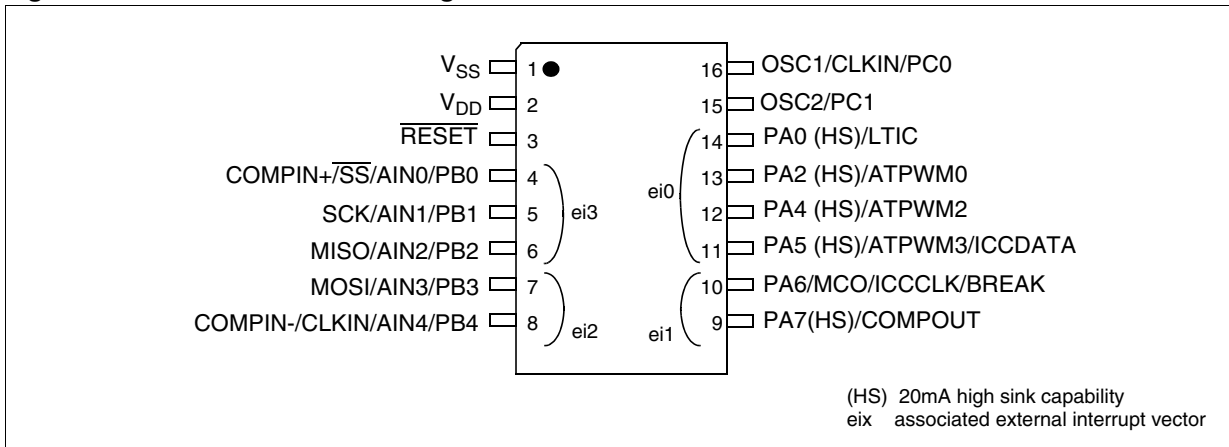 V_SS 1 16 OSC1/CLKIN/PC0
V_DD 2 15 OSC2/PC1
RESET 3 14 PA0 (HS)/LTIC
COMPIN+/SS/AIN0/PB0 4 13 PA2 (HS)/ATPWM0
ei3 ei0
SCK/AIN1/PB1 5 12 PA4 (HS)/ATPWM2
MISO/AIN2/PB2 6 11 PA5 (HS)/ATPWM3/ICCDATA
MOSI/AIN3/PB3 7 10 PA6/MCO/ICCCLK/BREAK
COMPIN-/CLKIN/AIN4/PB4 8 9 PA7(HS)/COMPOUT
ei2 ei1
(HS) 20mA high sink capability
eix associated external interrupt vector